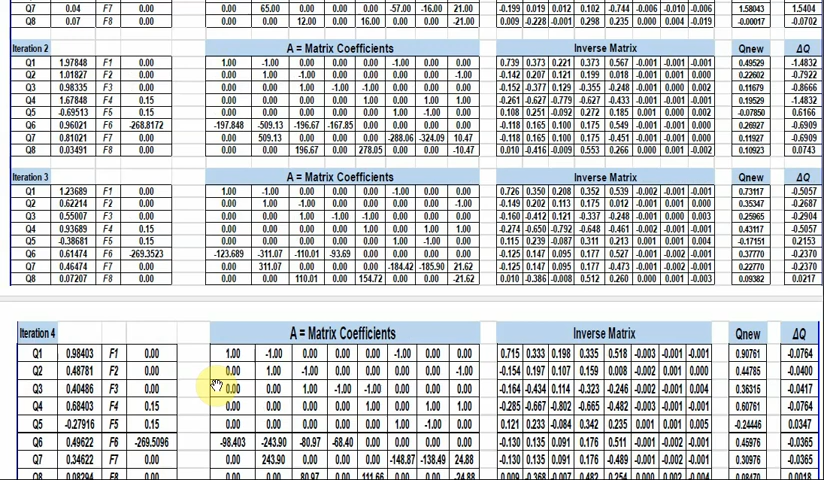 Q7 0.04 F7 0.00 0.00 65.00 0.00 0.00 0.00 -57.00 -16.00 21.00 -0.199 0.019 0.012 0.102 -0.744 -0.006 -0.010 -0.006 1.58043 1.5404
Q8 0.07 F8 0.00 0.00 0.00 12.00 0.00 16.00 0.00 0.00 -21.00 0.009 -0.228 -0.001 0.298 0.235 0.000 0.004 -0.019 -0.00017 -0.0702
Iteration 2 A = Matrix Coefficients Inverse Matrix Qnew ΔQ
Q1 1.97848 F1 0.00 1.00 -1.00 0.00 0.00 0.00 -1.00 0.00 0.00 0.739 0.373 0.221 0.373 0.567 -0.001 -0.001 -0.001 0.49529 -1.4832
Q2 1.01827 F2 0.00 0.00 1.00 -1.00 0.00 0.00 0.00 0.00 -1.00 -0.142 0.207 0.121 0.199 0.018 -0.001 0.000 -0.002 0.22602 -0.7922
Q3 0.98335 F3 0.00 0.00 0.00 1.00 -1.00 -1.00 0.00 0.00 0.00 -0.152 -0.377 0.129 -0.355 -0.248 -0.001 0.000 0.002 0.11679 -0.8666
Q4 1.67848 F4 0.15 0.00 0.00 0.00 0.00 1.00 0.00 1.00 1.00 -0.261 -0.627 -0.779 -0.627 -0.433 -0.001 -0.001 -0.001 0.19529 -1.4832
Q5 -0.69513 F5 0.15 0.00 0.00 0.00 0.00 0.00 1.00 -1.00 0.00 0.108 0.251 -0.092 0.272 0.185 0.001 0.000 0.002 -0.07850 0.6166
Q6 0.96021 F6 -268.8172 -197.848 -509.13 -196.67 -167.85 0.00 0.00 0.00 0.00 -0.118 0.165 0.100 0.175 0.549 -0.001 -0.001 -0.002 0.26927 -0.6909
Q7 0.81021 F7 0.00 0.00 509.13 0.00 0.00 0.00 -288.06 -324.09 10.47 -0.118 0.165 0.100 0.175 -0.451 -0.001 -0.001 -0.002 0.11927 -0.6909
Q8 0.03491 F8 0.00 0.00 0.00 196.67 0.00 278.05 0.00 0.00 -10.47 0.010 -0.416 -0.009 0.553 0.266 0.000 0.001 -0.002 0.10923 0.0743
Iteration 3 A = Matrix Coefficients Inverse Matrix Qnew ΔQ
Q1 1.23689 F1 0.00 1.00 -1.00 0.00 0.00 0.00 -1.00 0.00 0.00 0.726 0.350 0.208 0.352 0.539 -0.002 -0.001 -0.001 0.73117 -0.5057
Q2 0.62214 F2 0.00 0.00 1.00 -1.00 0.00 0.00 0.00 0.00 -1.00 -0.149 0.202 0.113 0.175 0.012 -0.001 0.000 -0.002 0.35347 -0.2687
Q3 0.55007 F3 0.00 0.00 0.00 1.00 -1.00 -1.00 0.00 0.00 0.00 -0.160 -0.412 0.121 -0.337 -0.248 -0.001 0.000 0.003 0.25965 -0.2904
Q4 0.93689 F4 0.15 0.00 0.00 0.00 0.00 1.00 0.00 1.00 1.00 -0.274 -0.650 -0.792 -0.648 -0.461 -0.002 -0.001 -0.001 0.43117 -0.5057
Q5 -0.38681 F5 0.15 0.00 0.00 0.00 0.00 0.00 1.00 -1.00 0.00 0.115 0.239 -0.087 0.311 0.213 0.001 0.000 0.004 -0.17151 0.2153
Q6 0.61474 F6 -269.3523 -123.689 -311.07 -110.01 -93.69 0.00 0.00 0.00 0.00 -0.125 0.147 0.095 0.177 0.527 -0.001 -0.001 -0.002 0.37770 -0.2370
Q7 0.46474 F7 0.00 0.00 311.07 0.00 0.00 0.00 -184.42 -185.90 21.62 -0.125 0.147 0.095 0.177 -0.473 -0.001 -0.002 -0.003 0.22770 -0.2370
Q8 0.07207 F8 0.00 0.00 0.00 110.01 0.00 154.72 0.00 0.00 -21.62 0.010 -0.386 -0.008 0.512 0.260 0.000 0.001 -0.003 0.09382 0.0217
Iteration 4 A = Matrix Coefficients Inverse Matrix Qnew ΔQ
Q1 0.98403 F1 0.00 1.00 -1.00 0.00 0.00 0.00 -1.00 0.00 0.00 0.715 0.333 0.198 0.335 0.518 -0.003 -0.001 -0.001 0.90761 -0.0764
Q2 0.48781 F2 0.00 0.00 1.00 -1.00 0.00 0.00 0.00 0.00 -1.00 -0.154 0.197 0.107 0.159 0.008 -0.002 -0.001 -0.002 0.44785 -0.0400
Q3 0.40486 F3 0.00 0.00 0.00 1.00 -1.00 -1.00 0.00 0.00 0.00 -0.164 -0.434 0.114 -0.323 -0.246 -0.002 -0.001 0.004 0.36315 -0.0417
Q4 0.68403 F4 0.15 0.00 0.00 0.00 0.00 1.00 0.00 1.00 1.00 -0.285 -0.667 -0.802 -0.665 -0.482 -0.003 -0.001 -0.001 0.60761 -0.0764
Q5 -0.27916 F5 0.15 0.00 0.00 0.00 0.00 0.00 1.00 -1.00 0.00 0.121 0.233 -0.084 0.342 0.235 0.001 0.001 0.005 -0.24446 0.0347
Q6 0.49622 F6 -269.5096 -98.403 -243.90 -80.97 -68.40 0.00 0.00 0.00 0.00 -0.130 0.135 0.091 0.176 0.511 -0.001 -0.002 -0.001 0.45976 -0.0365
Q7 0.34622 F7 0.00 0.00 243.90 0.00 0.00 0.00 -148.87 -138.49 24.88 -0.130 0.135 0.091 0.176 -0.489 -0.001 -0.002 -0.001 0.30976 -0.0365